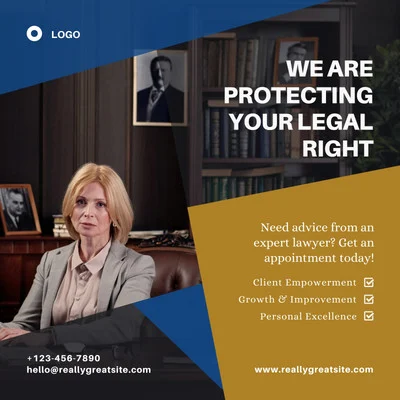 LOGO
WE ARE
PROTECTING
YOUR LEGAL
RIGHT
Need advice from an
expert lawyer? Get an
appointment today!
Client Empowerment
Growth & Improvement
Personal Excellence
+123-456-7890
hello@reallygreatsite.com
www.reallygreatsite.com